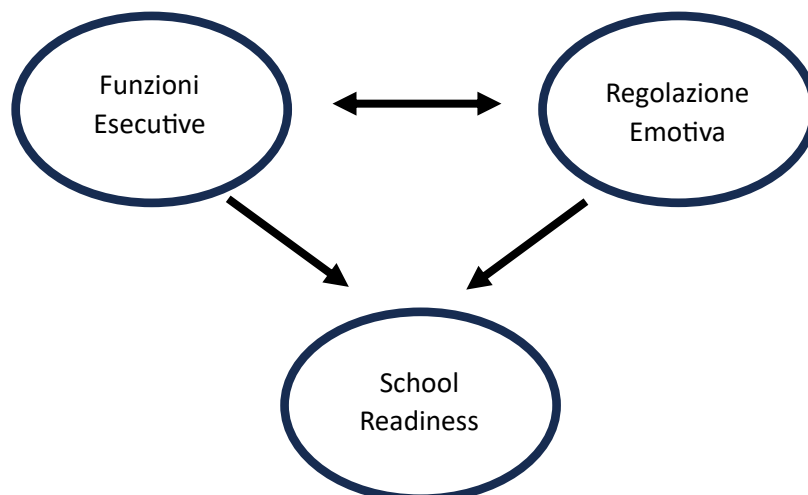 Funzioni
Esecutive
Regolazione
Emotiva
School
Readiness